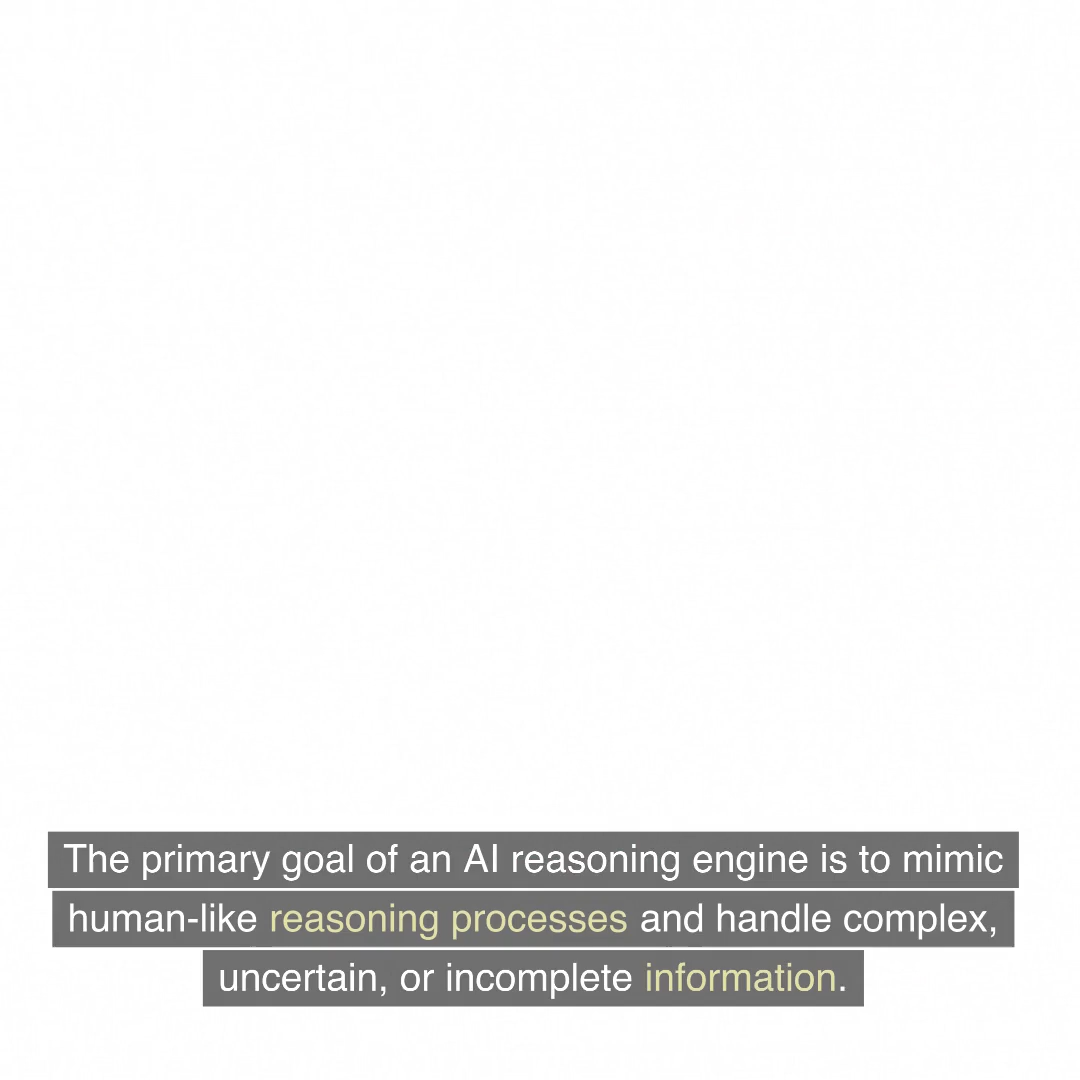 The primary goal of an AI reasoning engine is to mimic
human-like reasoning processes and handle complex,
uncertain, or incomplete information.